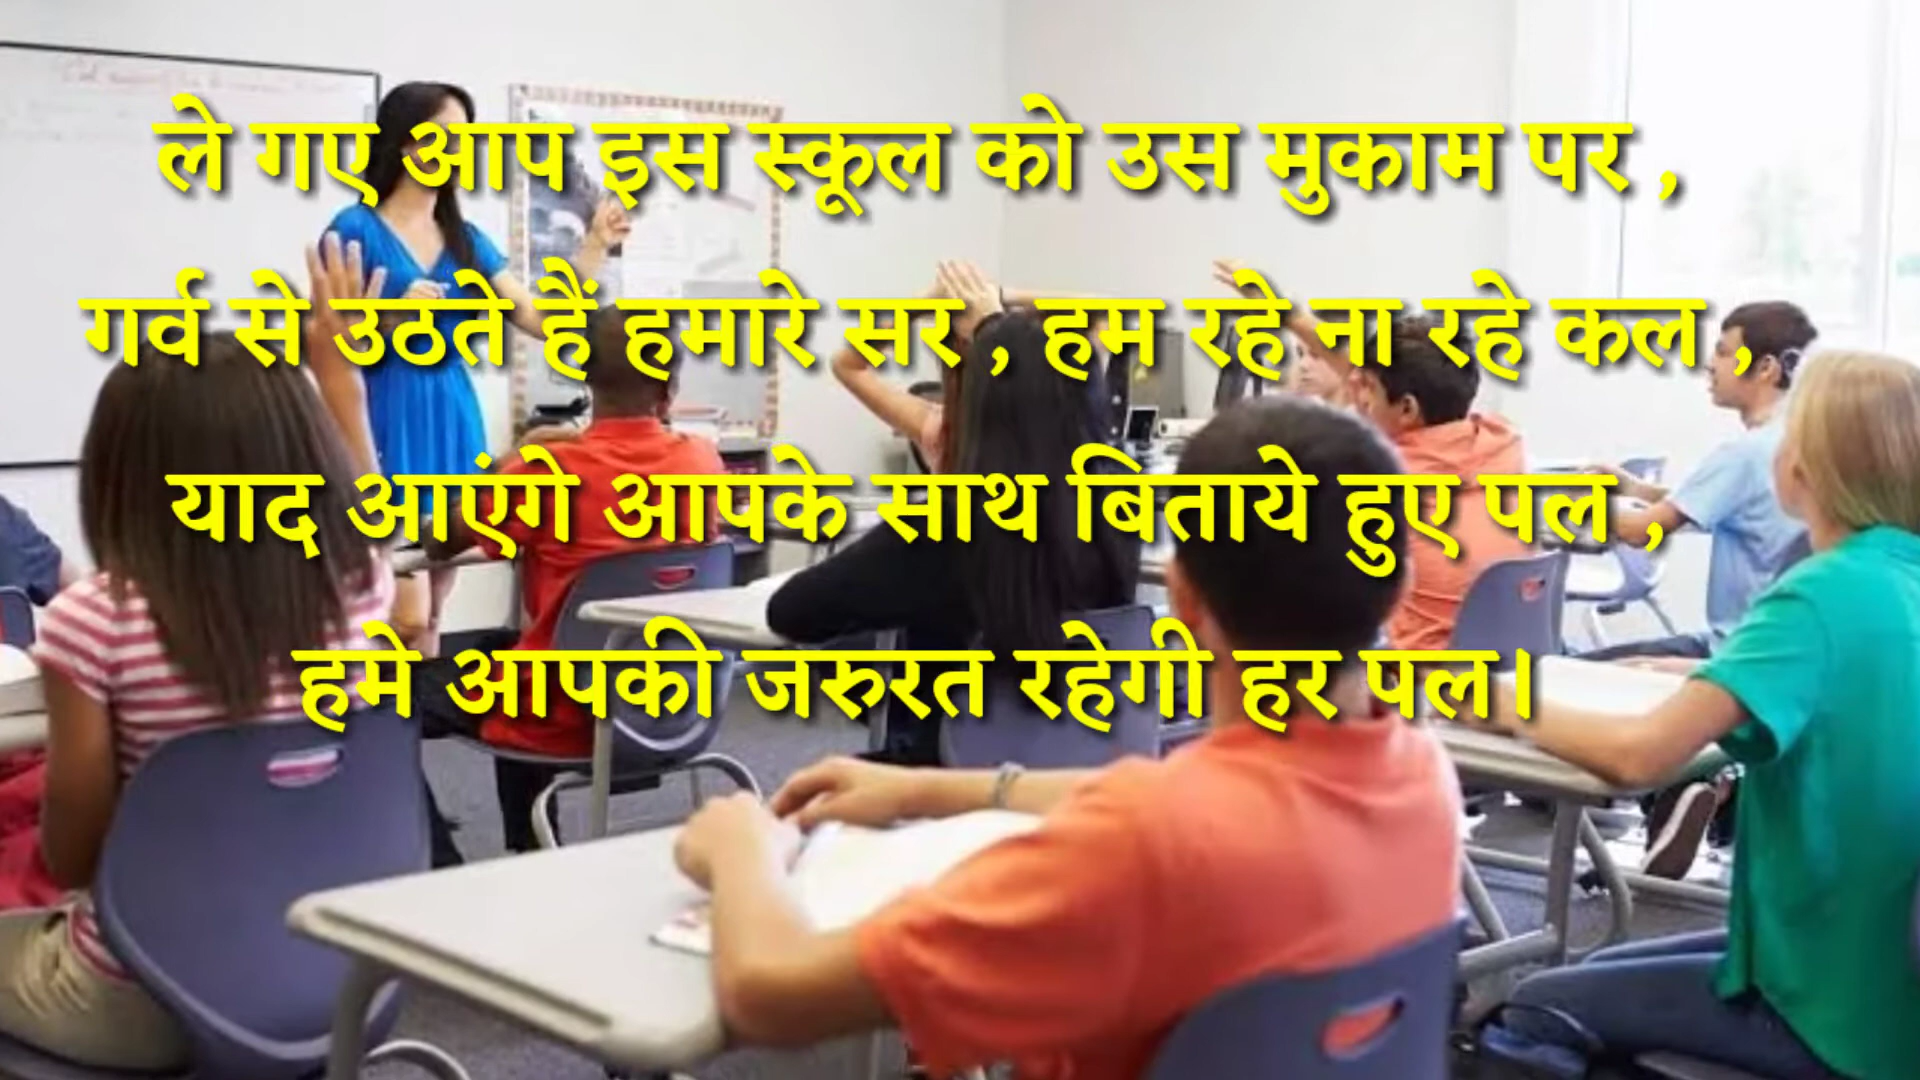 ले गए आप इस स्कूल को उस मुकाम पर ,
गर्व से उठते हैं हमारे सर , हम रहे ना रहे कल ,
याद आएंगे आपके साथ बिताये हुए पल ,
हमे आपकी जरुरत रहेगी हर पल।